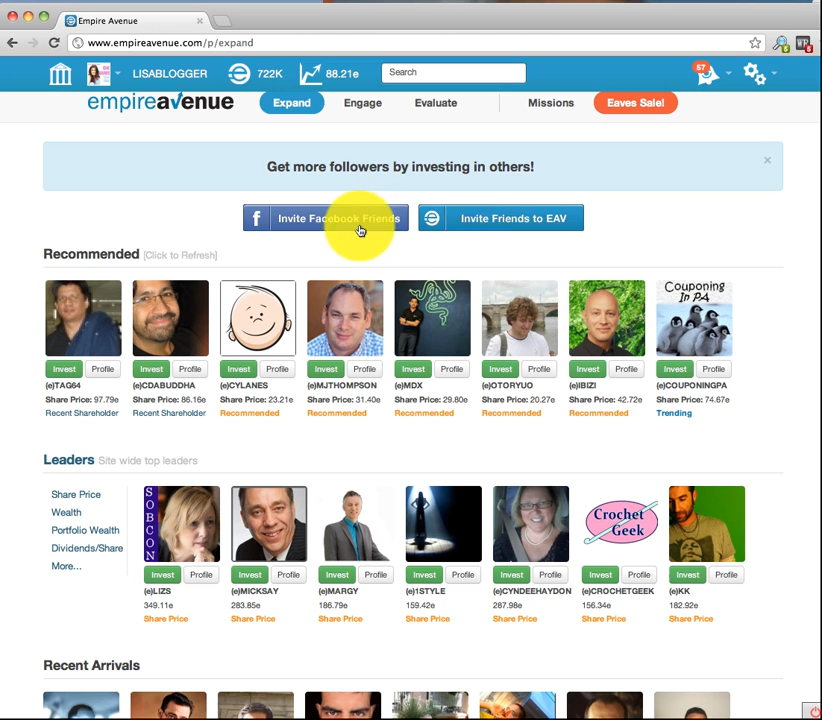 Empire Avenue
www.empireavenue.com/p/expand
LISABLOGGER 722K 88.21e Search 57
empireavenue Expand Engage Evaluate Missions Eaves Sale!
Get more followers by investing in others!
Invite Facebook Friends Invite Friends to EAV
Recommended [Click to Refresh]
Couponing
In PA
Invest Profile Invest Profile Invest Profile Invest Profile Invest Profile Invest Profile Invest Profile Invest Profile
(e)TAG64 (e)CDABUDDHA (e)CYLANES (e)MJTHOMPSON (e)MDX (e)OTORYUO (e)IBIZI (e)COUPONINGPA
Share Price: 97.79e Share Price: 86.16e Share Price: 23.21e Share Price: 31.40e Share Price: 29.80e Share Price: 20.27e Share Price: 42.72e Share Price: 74.67e
Recent Shareholder Recent Shareholder Recommended Recommended Recommended Recommended Recommended Trending
Leaders Site wide top leaders
Share Price
Wealth
Portfolio Wealth
Dividends/Share
More...
SOBCON
Crochet
Geek
Invest Profile Invest Profile Invest Profile Invest Profile Invest Profile Invest Profile Invest Profile
(e)LIZS (e)MICKSAY (e)MARGY (e)1STYLE (e)CYNDEEHAYDON (e)CROCHETGEEK (e)KK
349.11e 283.85e 186.79e 159.42e 287.98e 156.34e 182.92e
Share Price Share Price Share Price Share Price Share Price Share Price Share Price
Recent Arrivals